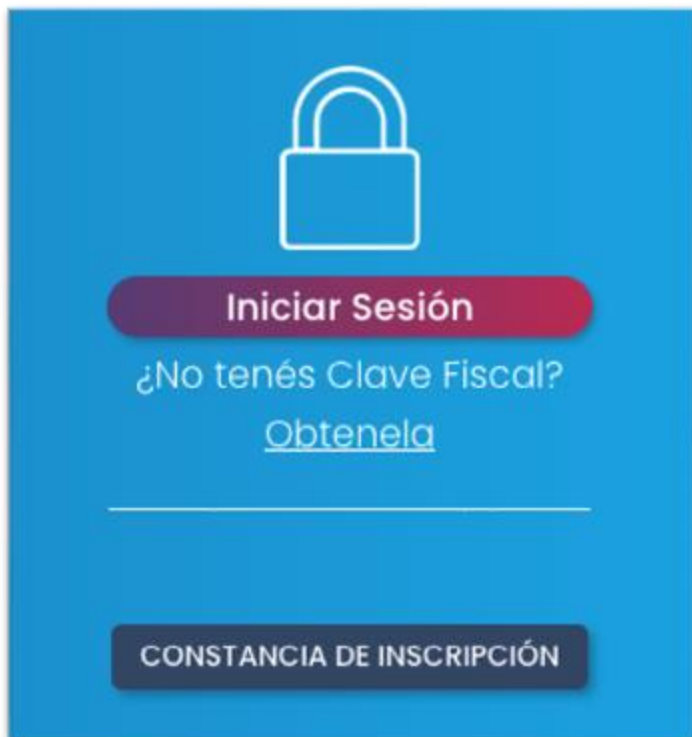 Iniciar Sesión
¿No tenés Clave Fiscal?
Obtenela
CONSTANCIA DE INSCRIPCIÓN